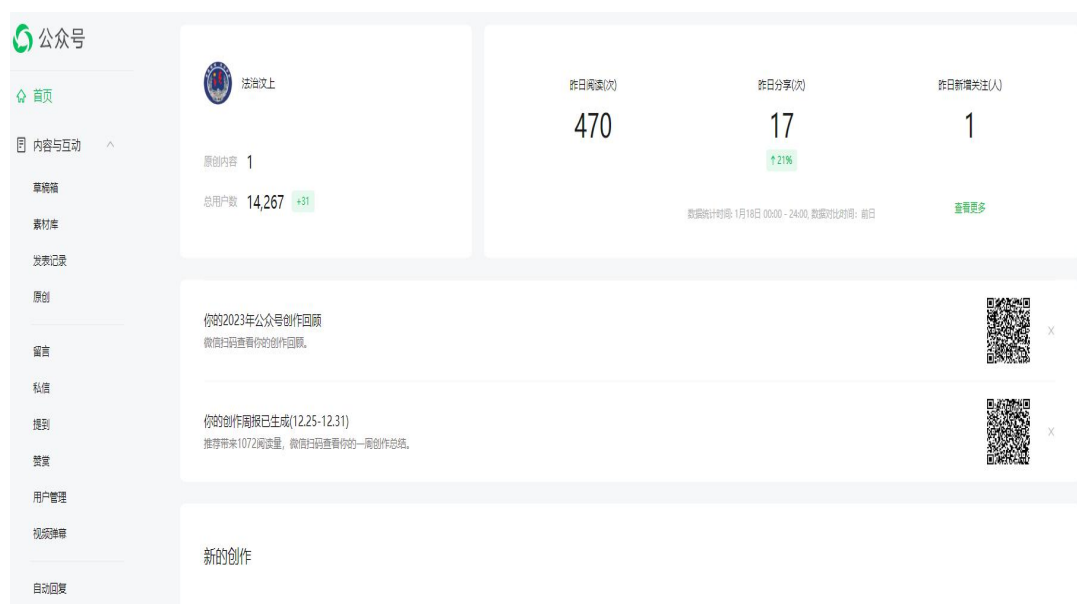 公众号
首页
内容与互动
草稿箱
素材库
发表记录
原创
留言
私信
提到
赞赏
用户管理
视频弹幕
自动回复
法治汶上
原创内容 1
总用户数 14,267 +31
昨日阅读(次) 昨日分享(次) 昨日新增关注(人)
470 17 1
↑21%
数据统计时间: 1月18日 00:00 - 24:00, 数据对比时间：前日 查看更多
你的2023年公众号创作回顾
微信扫码查看你的创作回顾。
你的创作周报已生成(12.25-12.31)
推荐带来1072阅读量，微信扫码查看你的一周创作总结。
新的创作